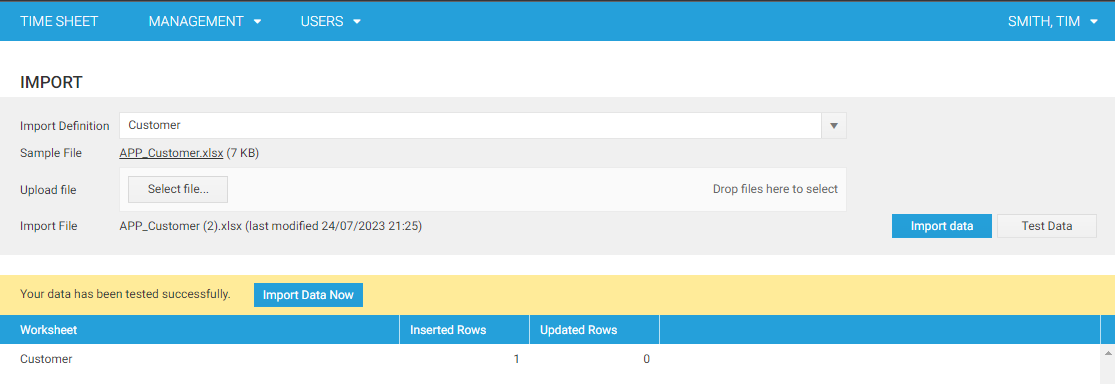 TIME SHEET MANAGEMENT USERS SMITH, TIM
IMPORT
Import Definition Customer
Sample File APP_Customer.xlsx (7 KB)
Upload file Select file... Drop files here to select
Import File APP_Customer (2).xlsx (last modified 24/07/2023 21:25) Import data Test Data
Your data has been tested successfully. Import Data Now
Worksheet Inserted Rows Updated Rows
Customer 1 0